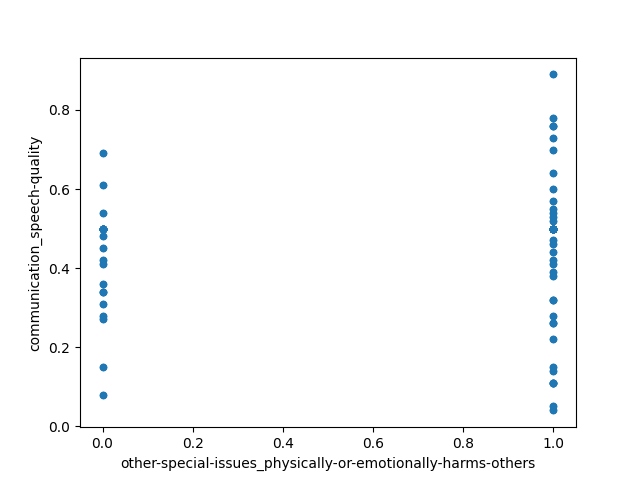 communication_speech-quality
0.8
0.6
0.4
0.2
0.0
0.0 0.2 0.4 0.6 0.8 1.0
other-special-issues_physically-or-emotionally-harms-others